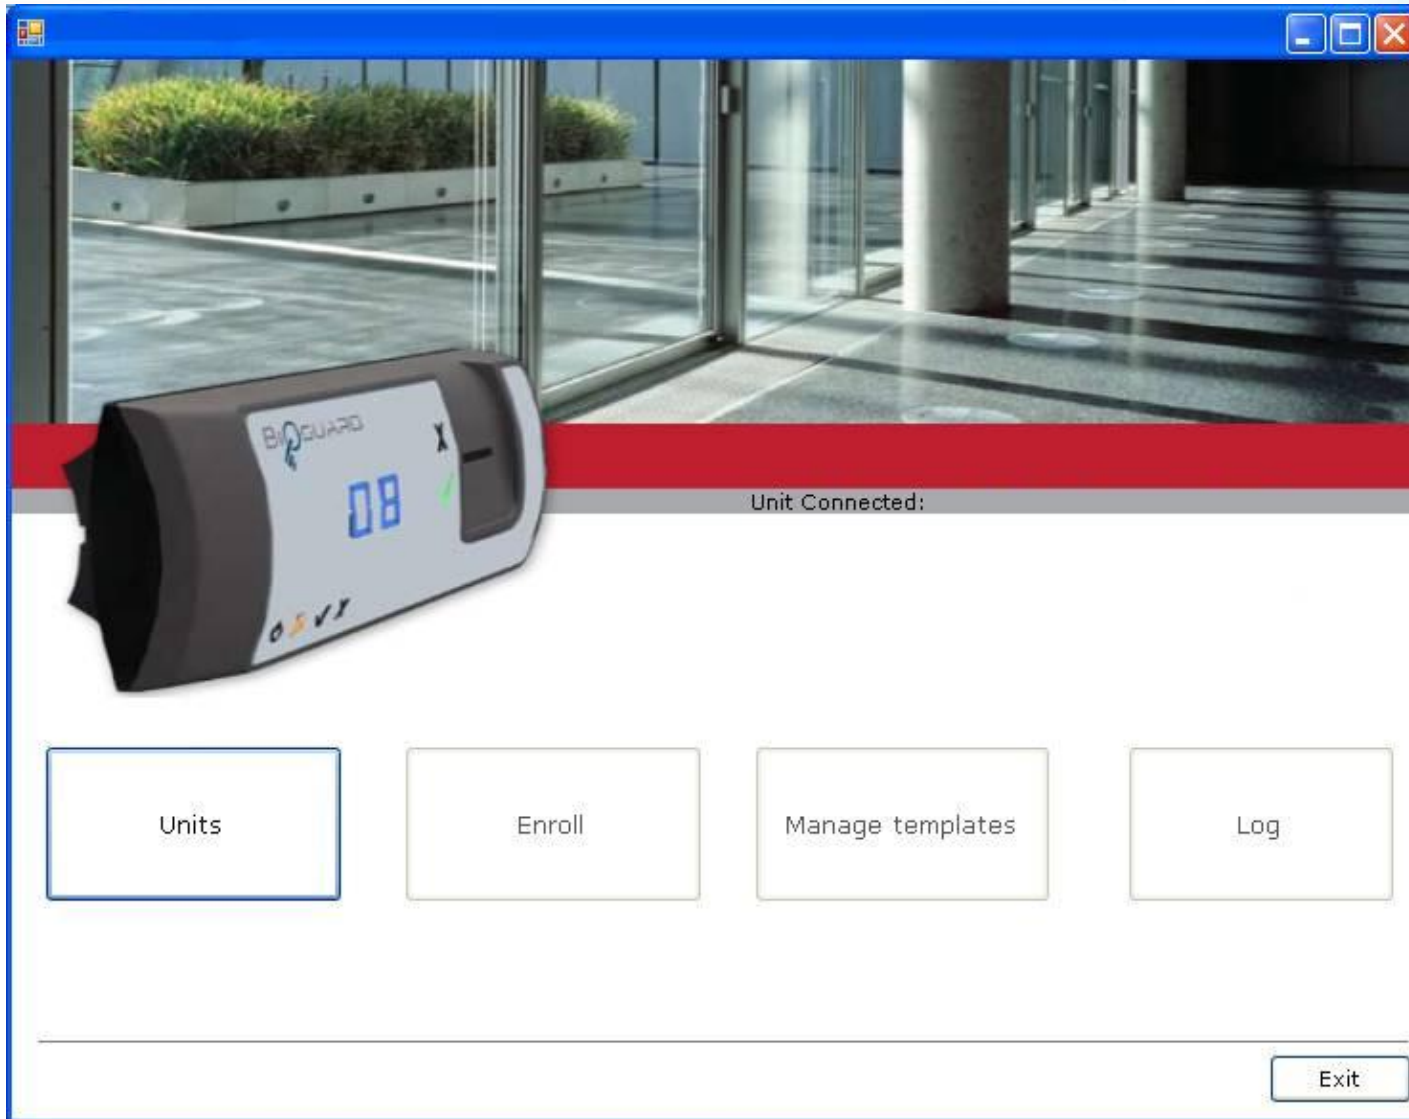 BIOGUARD
08
Unit Connected:
Units
Enroll
Manage templates
Log
Exit